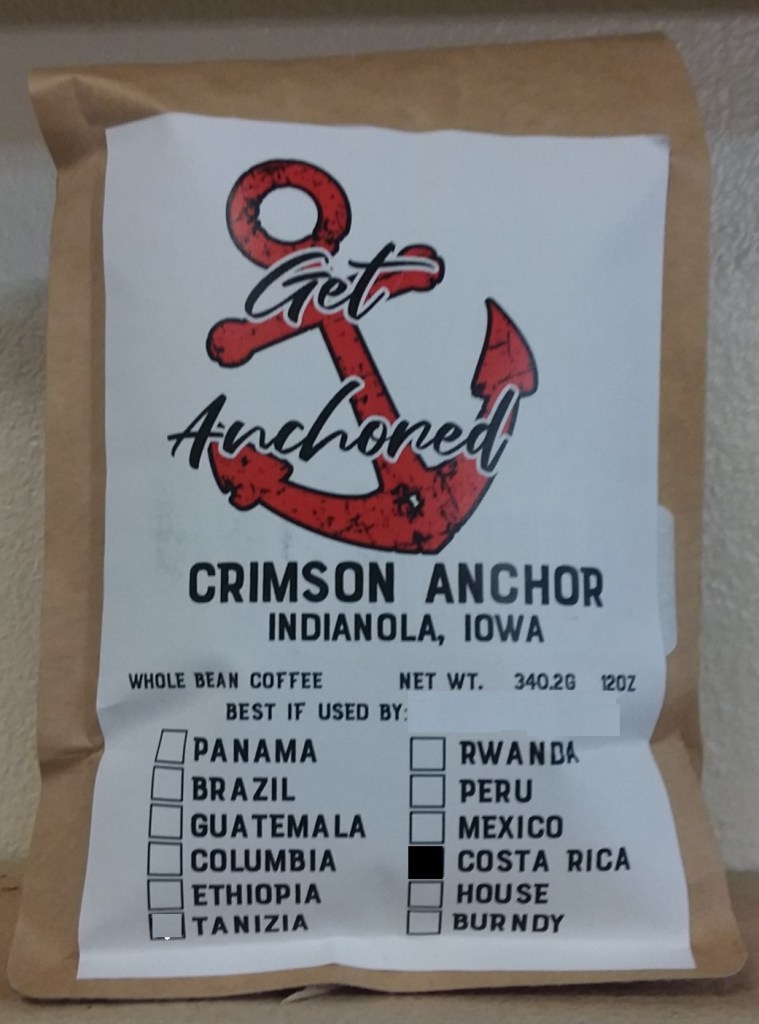 Get
Anchored
CRIMSON ANCHOR
INDIANOLA, IOWA
WHOLE BEAN COFFEE NET WT. 340.2G 12OZ
BEST IF USED BY:
PANAMA
BRAZIL
GUATEMALA
COLUMBIA
ETHIOPIA
TANIZIA
RWANDA
PERU
MEXICO
COSTA RICA
HOUSE
BURNDY